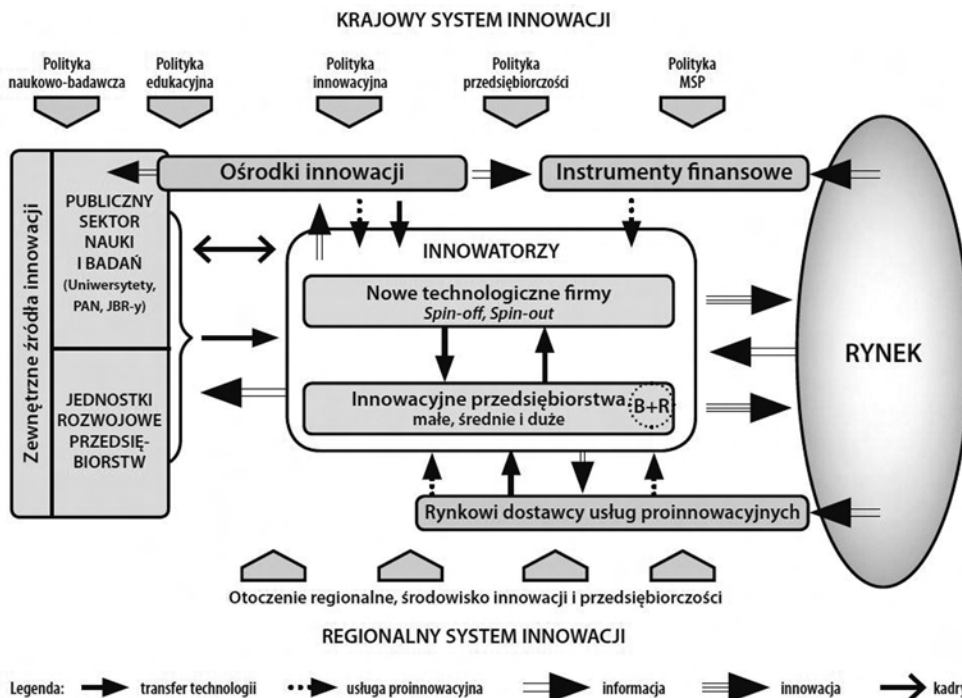 KRAJOWY SYSTEM INNOWACJI
Polityka
naukowo-badawcza
Polityka
edukacyjna
Polityka
innowacyjna
Polityka
przedsiębiorczości
Polityka
MSP
Zewnętrzne źródła innowacji
PUBLICZNY
SEKTOR
NAUKI
I BADAŃ
(Uniwersytety,
PAN, JBR-y)
JEDNOSTKI
ROZWOJOWE
PRZEDSIĘ-
BIORSTW
Ośrodki innowacji
Instrumenty finansowe
INNOWATORZY
Nowe technologiczne firmy
Spin-off, Spin-out
Innowacyjne przedsiębiorstwa
małe, średnie i duże
B+R
Rynkowi dostawcy usług proinnowacyjnych
RYNEK
Otoczenie regionalne, środowisko innowacji i przedsiębiorczości
REGIONALNY SYSTEM INNOWACJI
Legenda: transfer technologii usługa proinnowacyjna informacja innowacja kadry